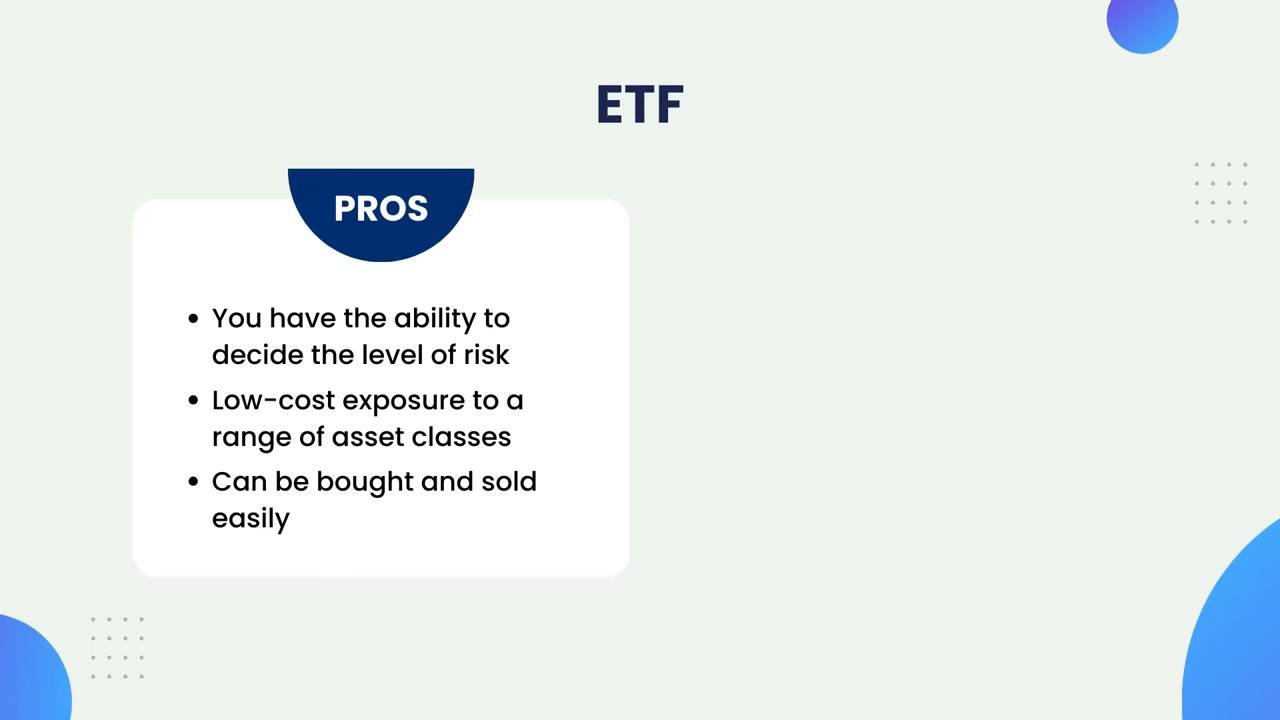 ETF
PROS
• You have the ability to
decide the level of risk
• Low-cost exposure to a
range of asset classes
• Can be bought and sold
easily